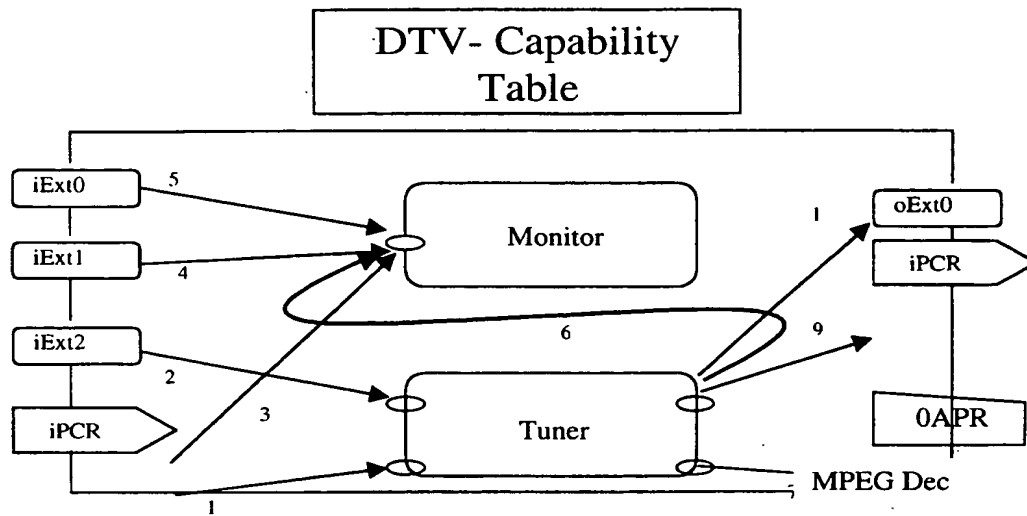 DTV- Capability
Table
iExt0
5
Monitor
1
oExt0
iExt1
4
iPCR
iExt2
6
9
2
3
iPCR
Tuner
0APR
MPEG Dec
1